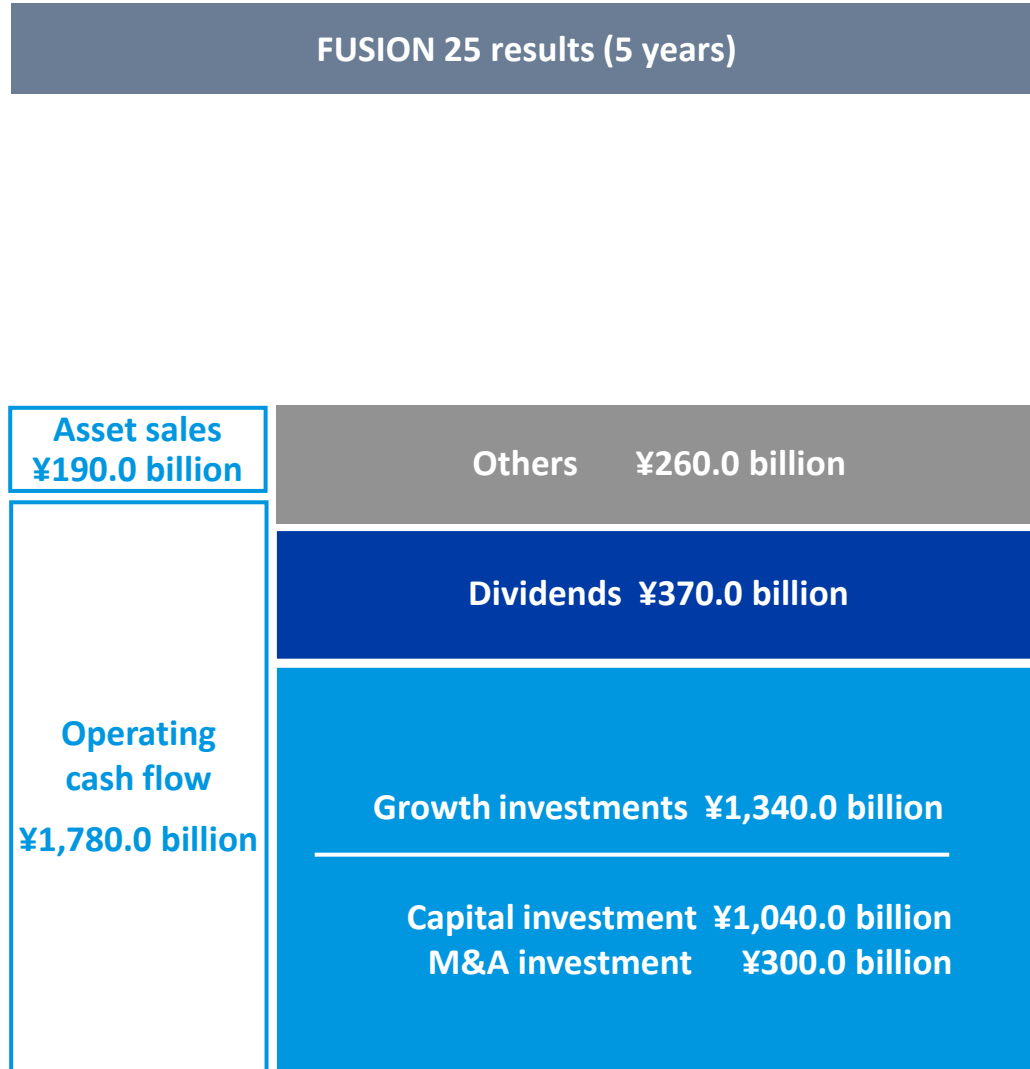 FUSION 25 results (5 years)
Asset sales
¥190.0 billion
Others ¥260.0 billion
Dividends ¥370.0 billion
Operating
cash flow
¥1,780.0 billion
Growth investments ¥1,340.0 billion
Capital investment ¥1,040.0 billion
M&A investment ¥300.0 billion